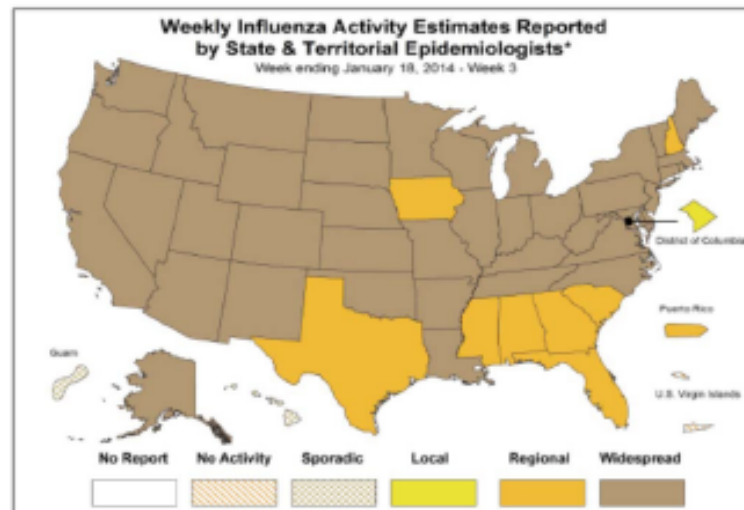 Weekly Influenza Activity Estimates Reported
by State & Territorial Epidemiologists*
Week ending January 18, 2014 - Week 3
District of Columbia
Puerto Rico
Guam
U.S. Virgin Islands
No Report
No Activity
Sporadic
Local
Regional
Widespread